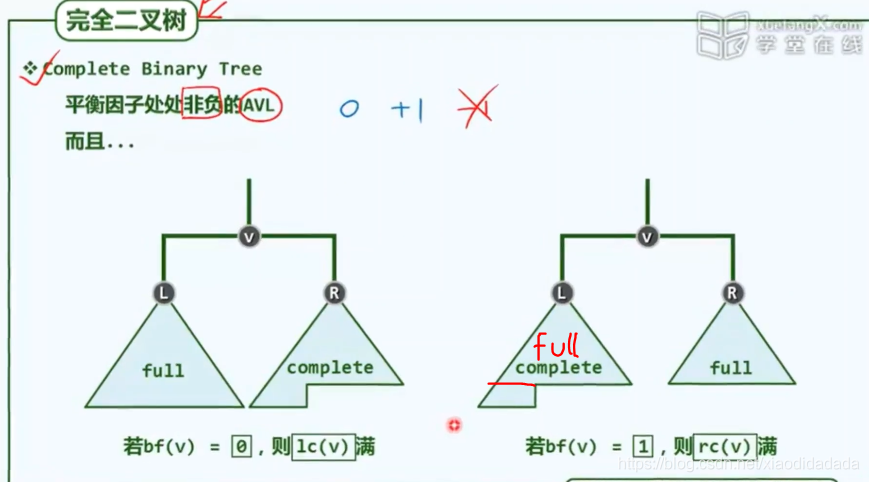 完全二叉树
xuetangX.com
学堂在线
❖ Complete Binary Tree
平衡因子处处非负的AVL 0 +1 -1
而且...
v v
L R L R
full complete full complete full
若bf(v) = 0,则lc(v)满 若bf(v) = 1,则rc(v)满
https://blog.csdn.net/xiaodidadada